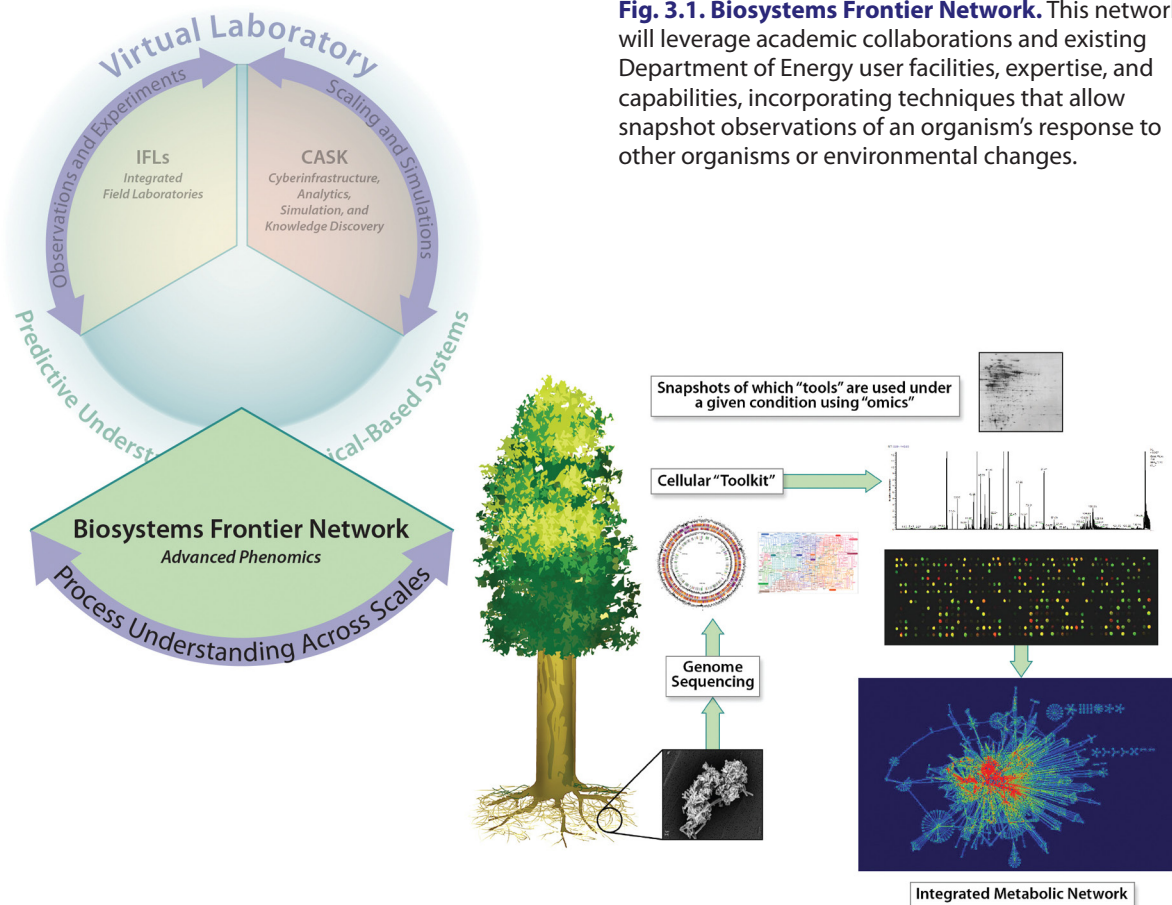 Fig. 3.1. Biosystems Frontier Network. This network
will leverage academic collaborations and existing
Department of Energy user facilities, expertise, and
capabilities, incorporating techniques that allow
snapshot observations of an organism's response to
other organisms or environmental changes.
Virtual Laboratory
Observations and Experiments
Scaling and Simulations
IFLs
Integrated
Field Laboratories
CASK
Cyberinfrastructure,
Analytics,
Simulation, and
Knowledge Discovery
Predictive
ical-Based Systems
Biosystems Frontier Network
Advanced Phenomics
Process Understanding Across Scales
Snapshots of which "tools" are used under
a given condition using "omics"
Cellular "Toolkit"
Genome
Sequencing
Integrated Metabolic Network